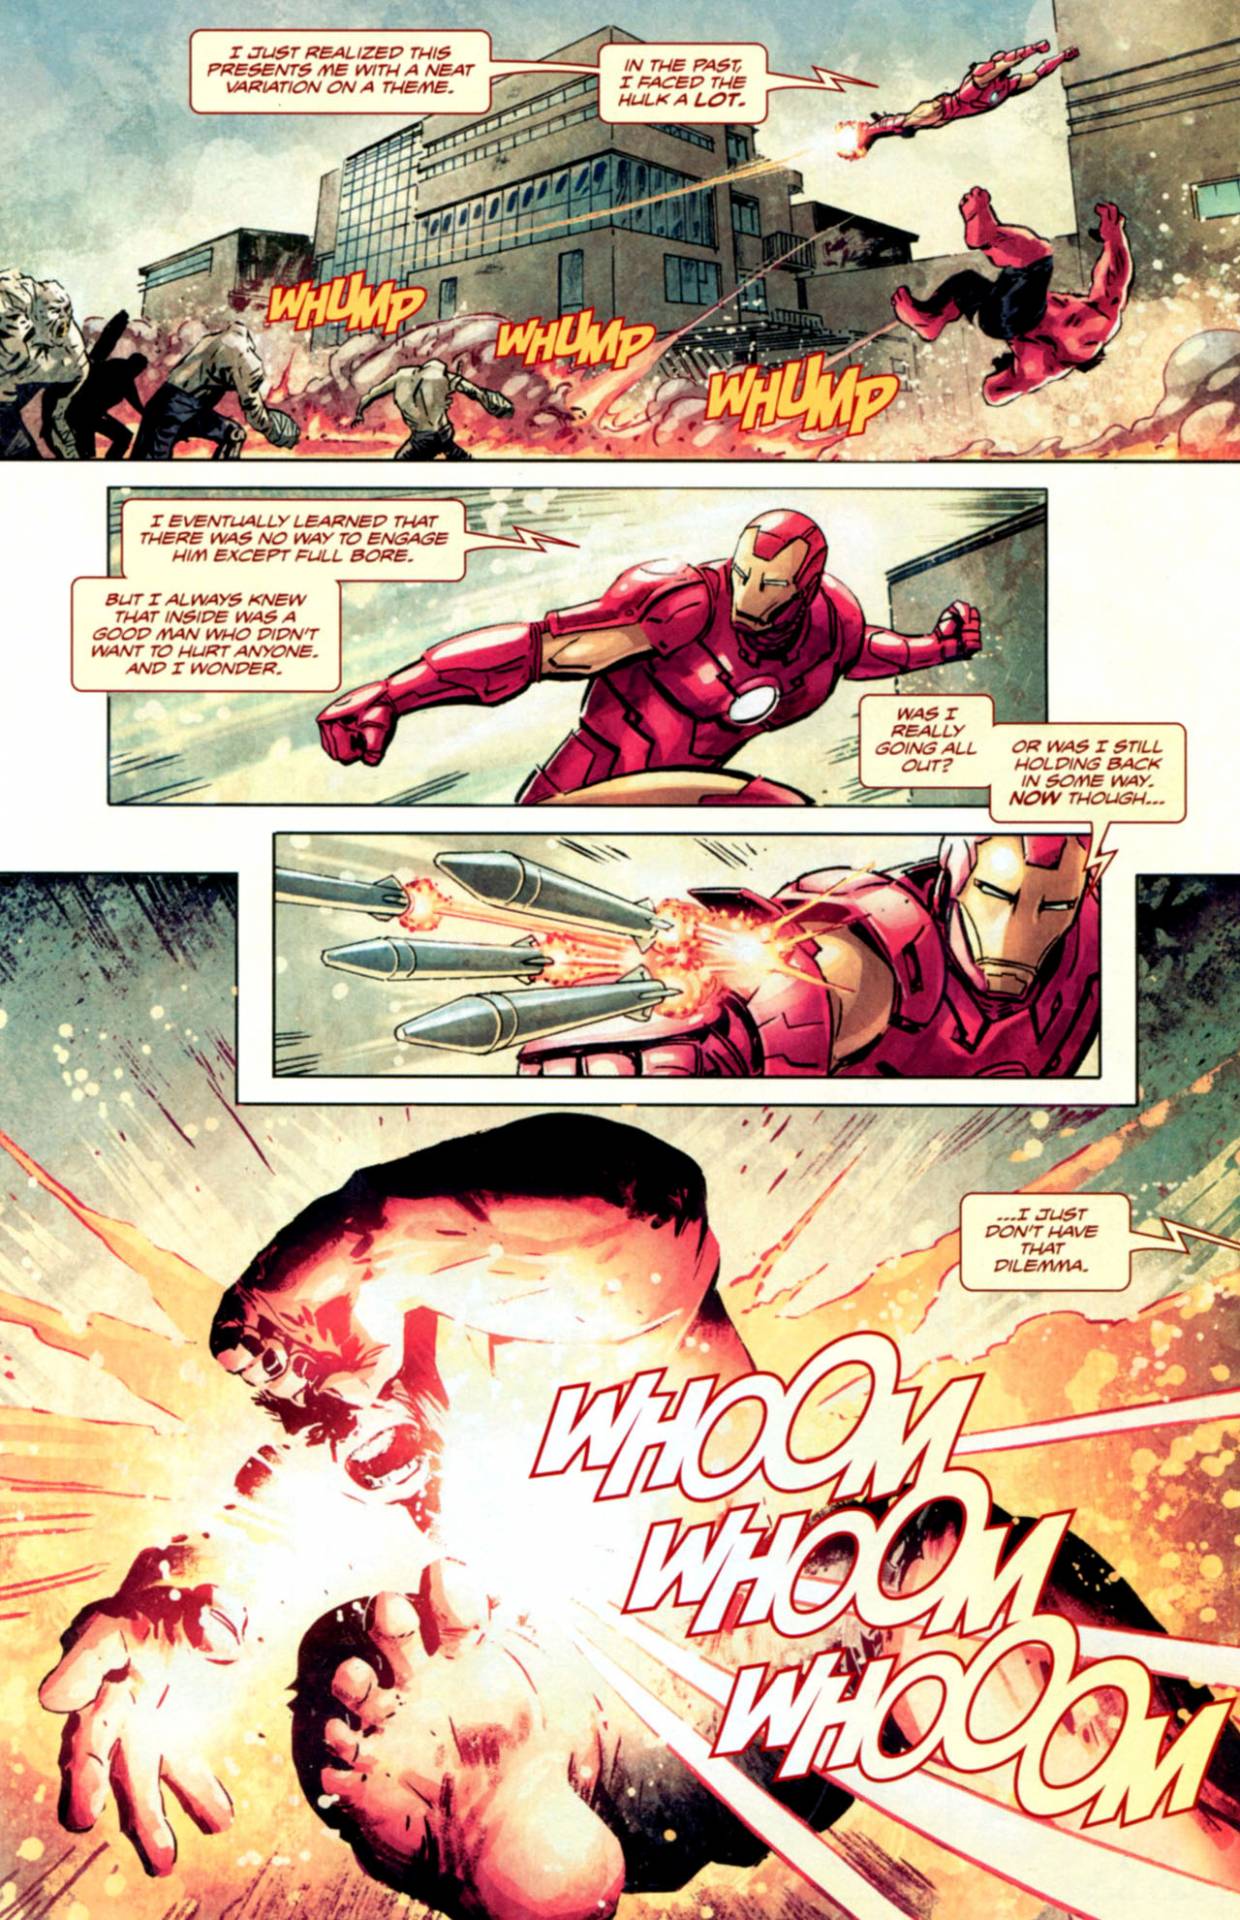 I JUST REALIZED THIS
PRESENTS ME WITH A NEAT
VARIATION ON A THEME.
IN THE PAST,
I FACED THE
HULK A LOT.
WHUMP
WHUMP
WHUMP
I EVENTUALLY LEARNED THAT
THERE WAS NO WAY TO ENGAGE
HIM EXCEPT FULL BORE.
BUT I ALWAYS KNEW
THAT INSIDE WAS A
GOOD MAN WHO DIDN'T
WANT TO HURT ANYONE.
AND I WONDER.
WAS I
REALLY
GOING ALL
OUT?
OR WAS I STILL
HOLDING BACK
IN SOME WAY.
NOW THOUGH...
...I JUST
DON'T HAVE
THAT
DILEMMA.
WHOOM
WHOOM
WHOOOM